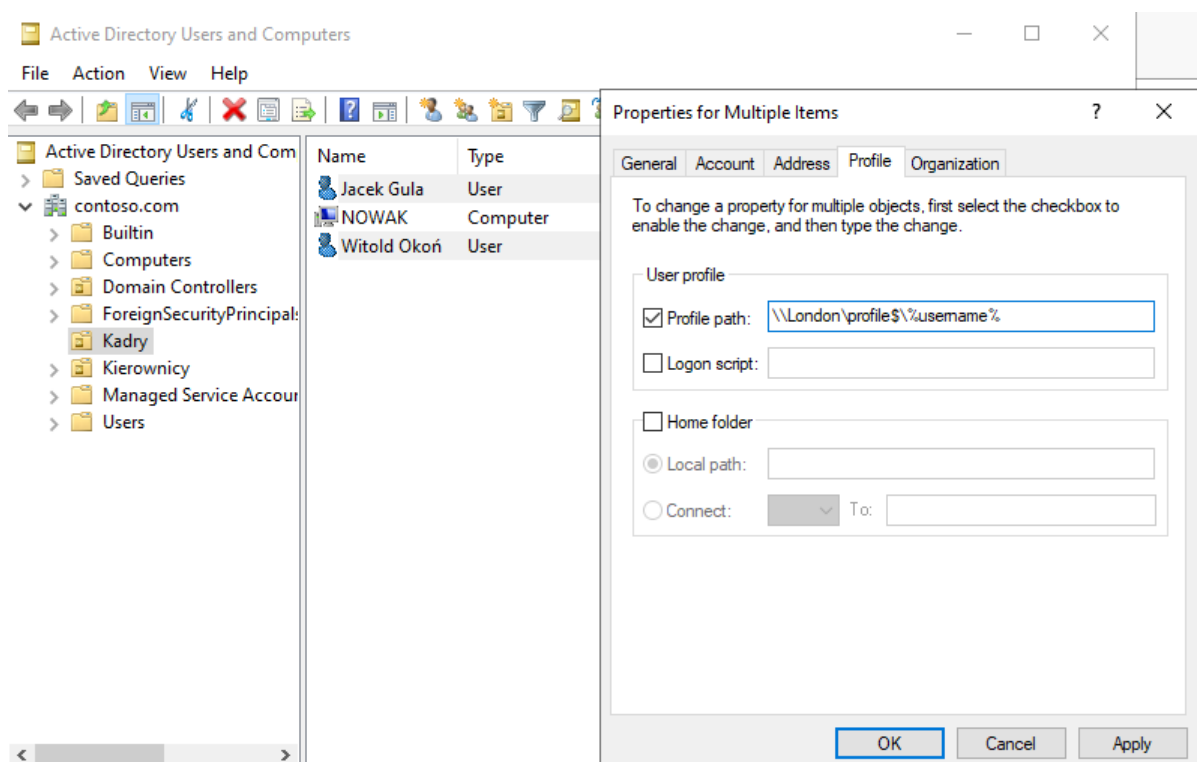 Active Directory Users and Computers
File Action View Help
Active Directory Users and Com
Saved Queries
contoso.com
Builtin
Computers
Domain Controllers
ForeignSecurityPrincipals
Kadry
Kierownicy
Managed Service Accour
Users
Name Type
Jacek Gula User
NOWAK Computer
Witold Okoń User
Properties for Multiple Items
General Account Address Profile Organization
To change a property for multiple objects, first select the checkbox to
enable the change, and then type the change.
User profile
Profile path: \\London\profile$\%username%
Logon script:
Home folder
Local path:
Connect: To:
OK Cancel Apply